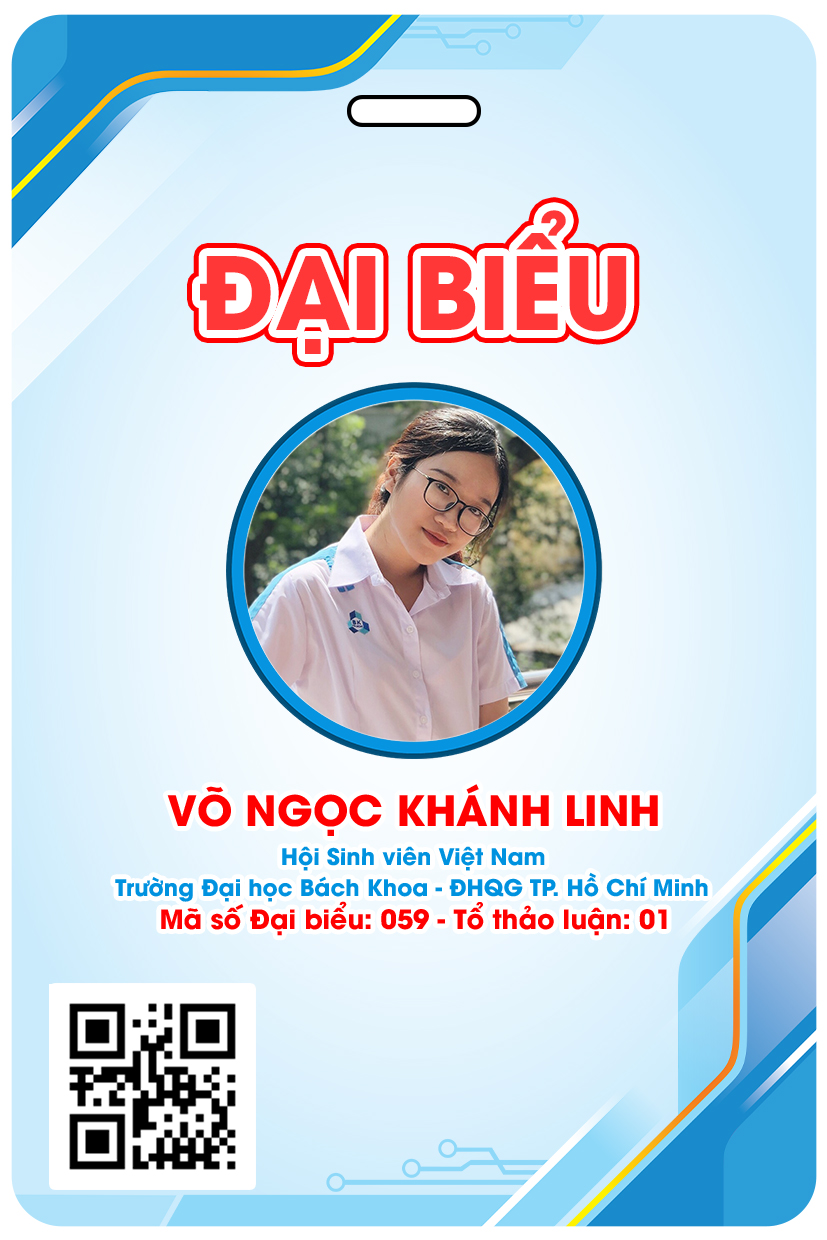 ĐẠI BIỂU
VÕ NGỌC KHÁNH LINH
Hội Sinh viên Việt Nam
Trường Đại học Bách Khoa - ĐHQG TP. Hồ Chí Minh
Mã số Đại biểu: 059 - Tổ thảo luận: 01